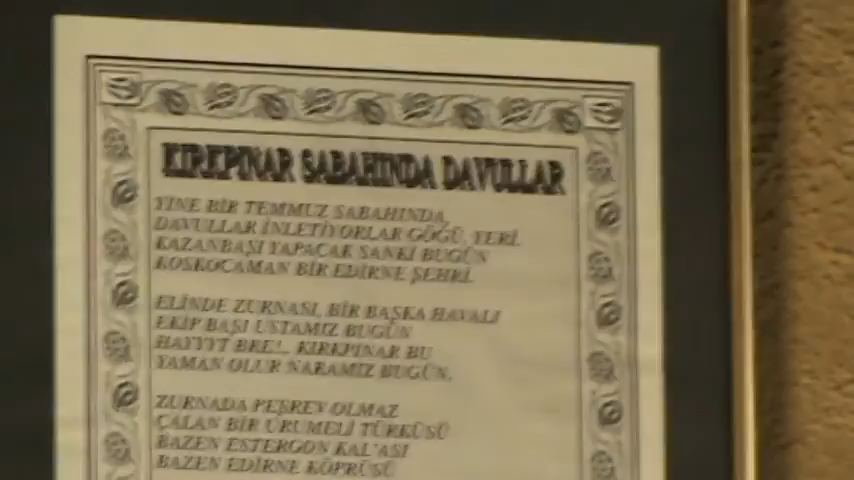 KIRKPINAR SABAHINDA DAVULLAR
YİNE BİR TEMMUZ SABAHINDA,
DAVULLAR İNLETİYORLAR GÖĞÜ, YERİ.
KAZANBAŞI YAPACAK SANKİ BUGÜN
KOSKOCAMAN BİR EDİRNE ŞEHRİ.
ELİNDE ZURNASI, BİR BAŞKA HAVALI
EKİP BAŞI USTAMIZ BUGÜN
HAYYYT BRE!.. KIRKPINAR BU
YAMAN OLUR NARAMIZ BUGÜN.
ZURNADA PEŞREV OLMAZ
ÇALAN BİR URUMELİ TÜRKÜSÜ
BAZEN ESTERGON KAL'ASI
BAZEN EDİRNE KÖPRÜSÜ